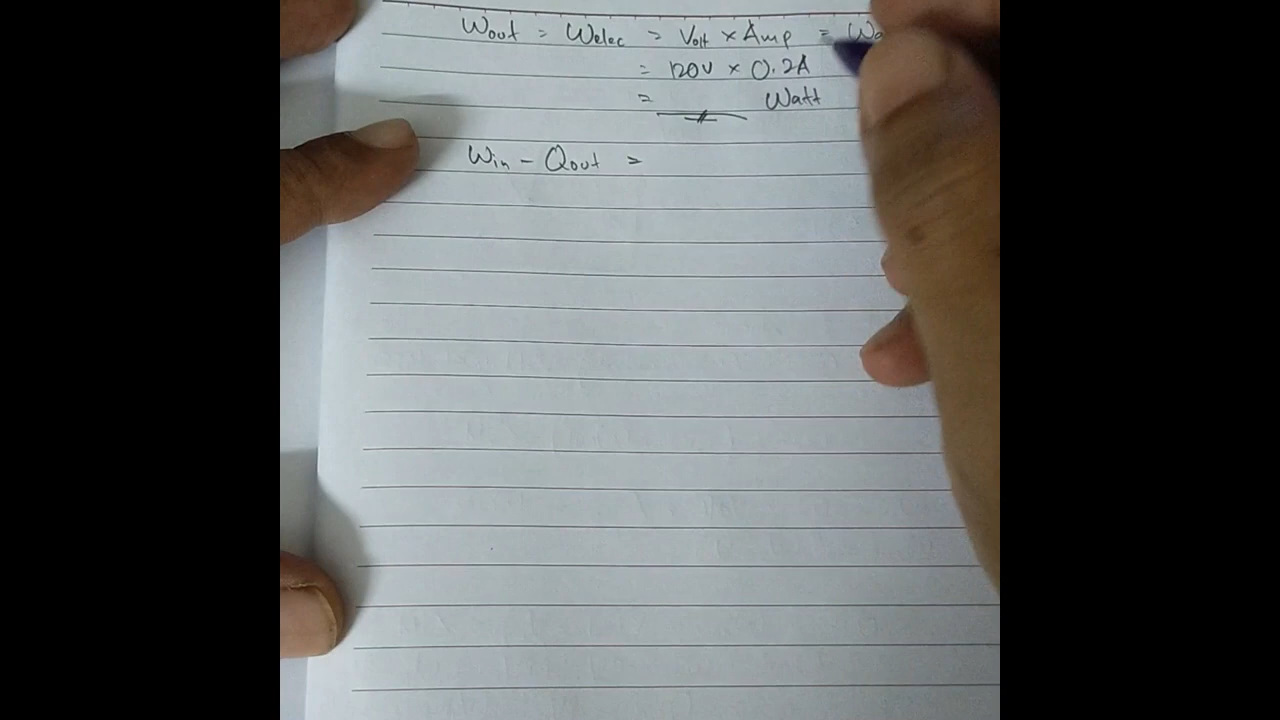 Wout = Welec = Volt × Amp =
= 120V × 0.2A
= Watt
Win - Qout =